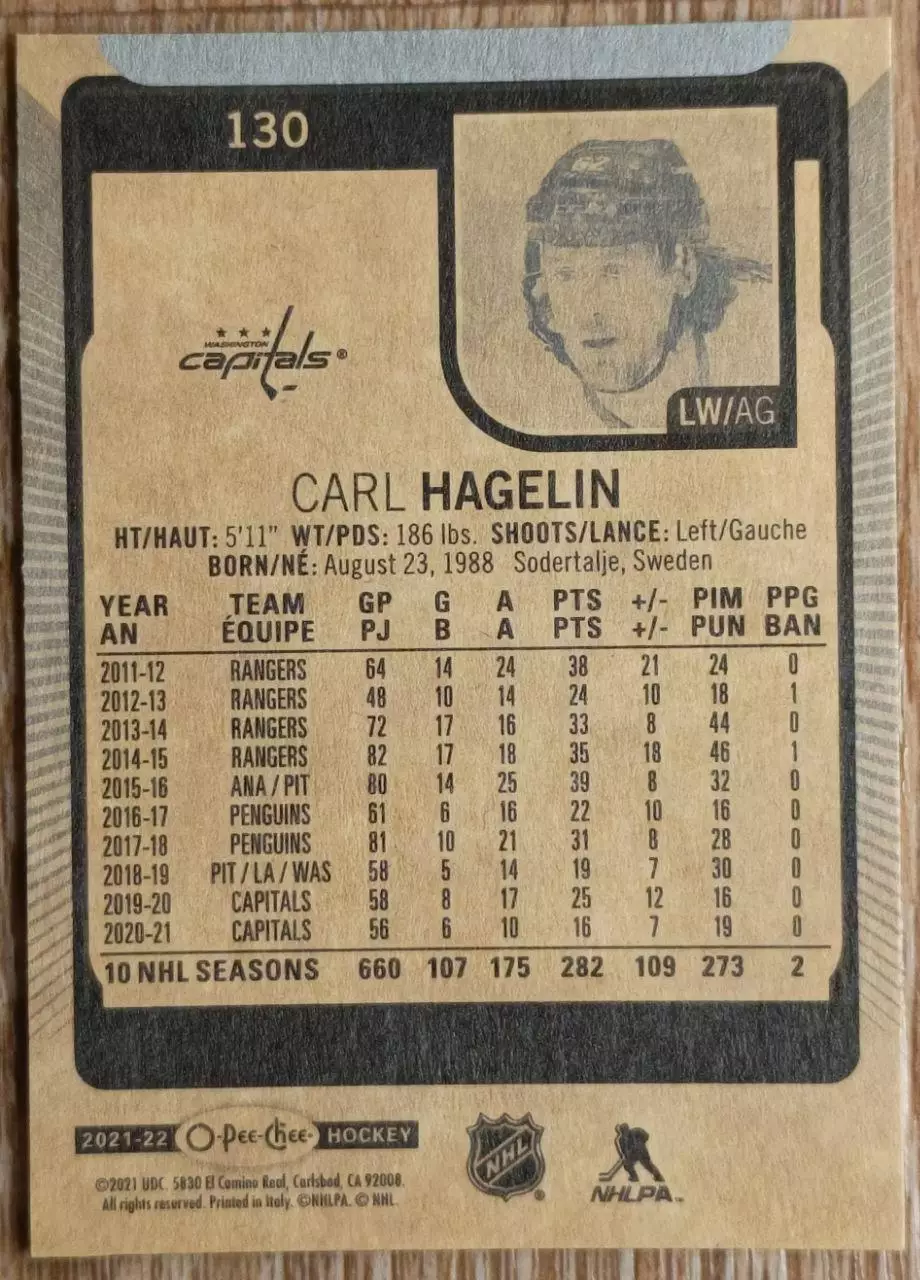 130
62
WASHINGTON
capitals®
LW/AG
CARL HAGELIN
HT/HAUT: 5'11" WT/PDS: 186 lbs. SHOOTS/LANCE: Left/Gauche
BORN/NÉ: August 23, 1988 Sodertalje, Sweden
YEAR TEAM GP G A PTS +/- PIM PPG
AN ÉQUIPE PJ B A PTS +/- PUN BAN
2011-12 RANGERS 64 14 24 38 21 24 0
2012-13 RANGERS 48 10 14 24 10 18 1
2013-14 RANGERS 72 17 16 33 8 44 0
2014-15 RANGERS 82 17 18 35 18 46 1
2015-16 ANA / PIT 80 14 25 39 8 32 0
2016-17 PENGUINS 61 6 16 22 10 16 0
2017-18 PENGUINS 81 10 21 31 8 28 0
2018-19 PIT / LA / WAS 58 5 14 19 7 30 0
2019-20 CAPITALS 58 8 17 25 12 16 0
2020-21 CAPITALS 56 6 10 16 7 19 0
10 NHL SEASONS 660 107 175 282 109 273 2
2021-22 O-Pee-Chee HOCKEY
©2021 UDC. 5830 El Camino Real, Carlsbad, CA 92008.
All rights reserved. Printed in Italy. ©NHLPA. © NHL.
NHL®
NHLPA™